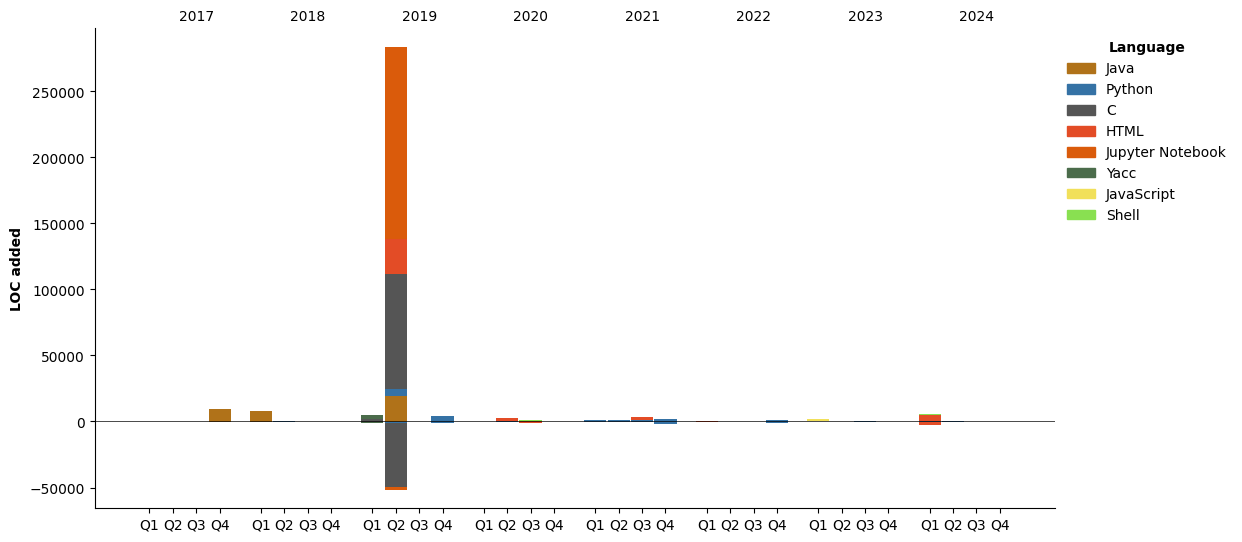 2017 2018 2019 2020 2021 2022 2023 2024
Language
Java
Python
C
HTML
Jupyter Notebook
Yacc
JavaScript
Shell
LOC added
250000
200000
150000
100000
50000
0
−50000
Q1 Q2 Q3 Q4 Q1 Q2 Q3 Q4 Q1 Q2 Q3 Q4 Q1 Q2 Q3 Q4 Q1 Q2 Q3 Q4 Q1 Q2 Q3 Q4 Q1 Q2 Q3 Q4 Q1 Q2 Q3 Q4